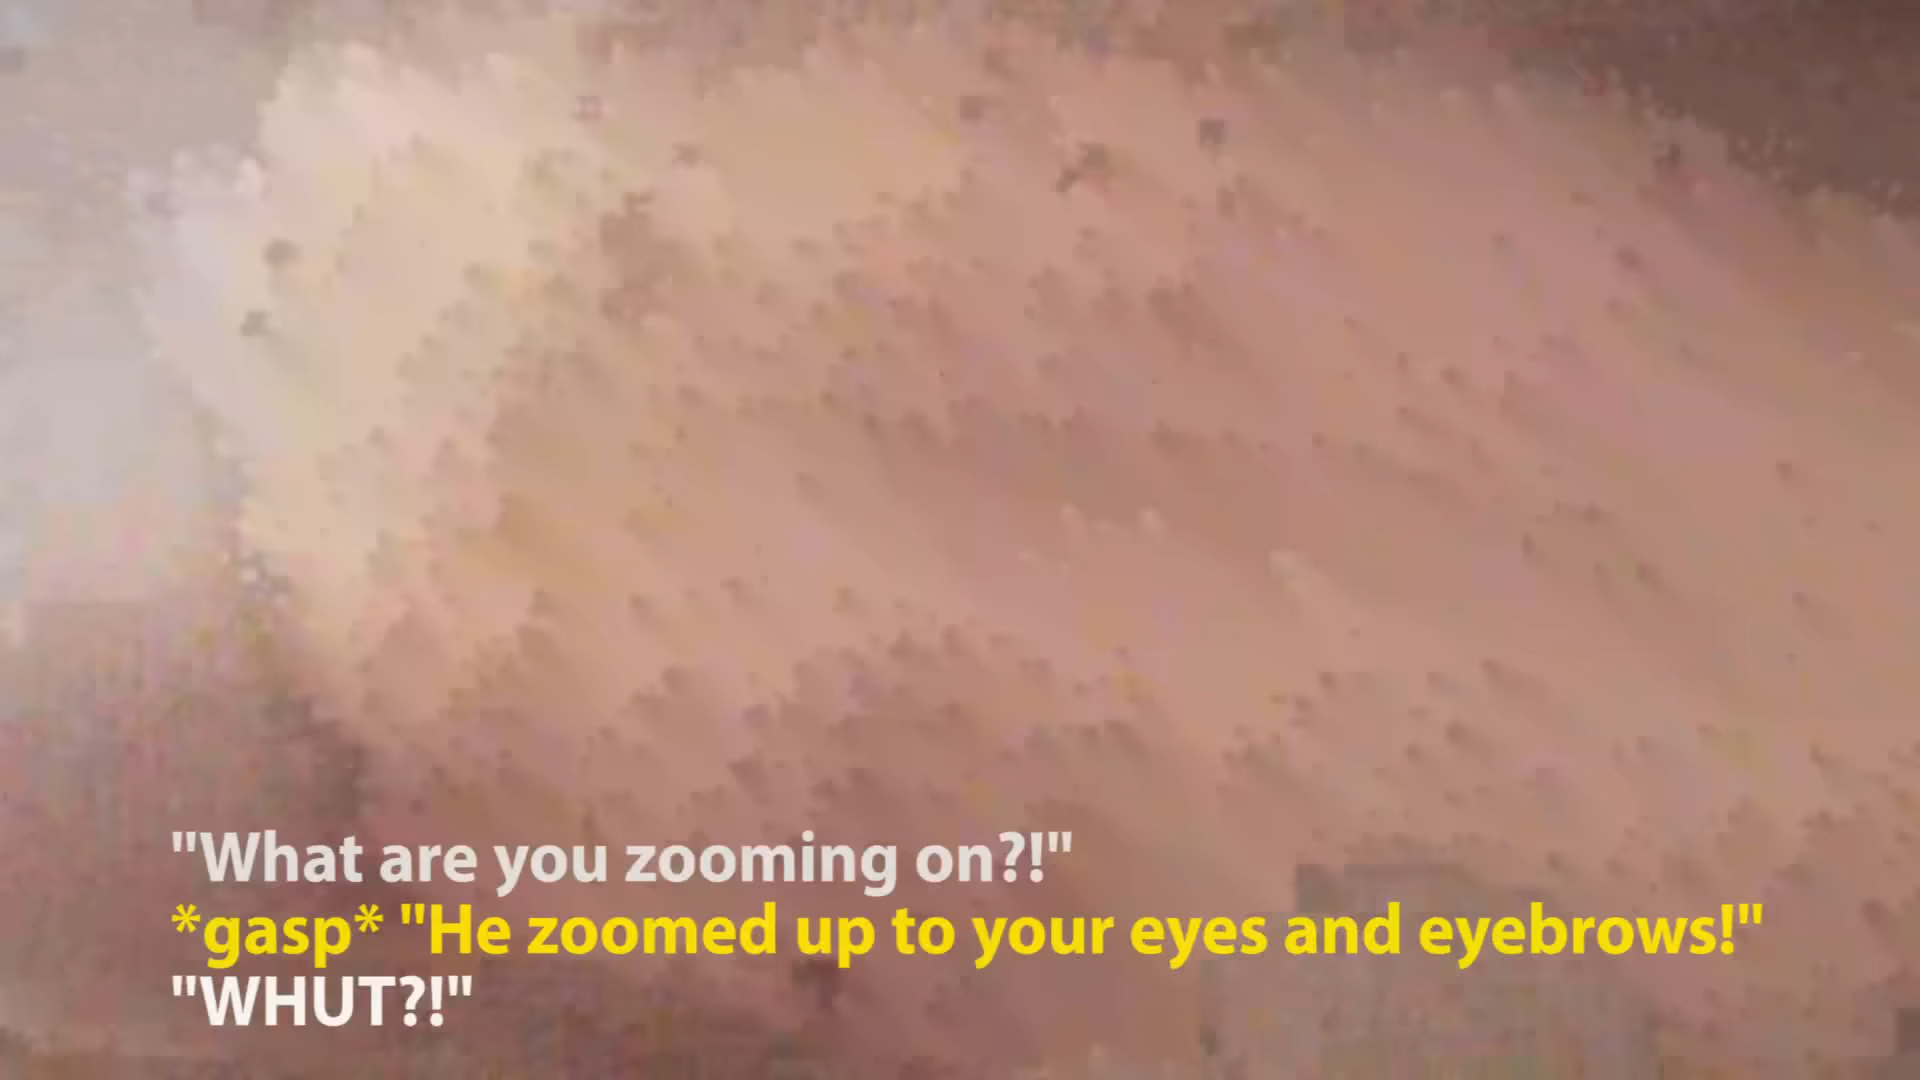 "What are you zooming on?!"
*gasp* "He zoomed up to your eyes and eyebrows!"
"WHUT?!"